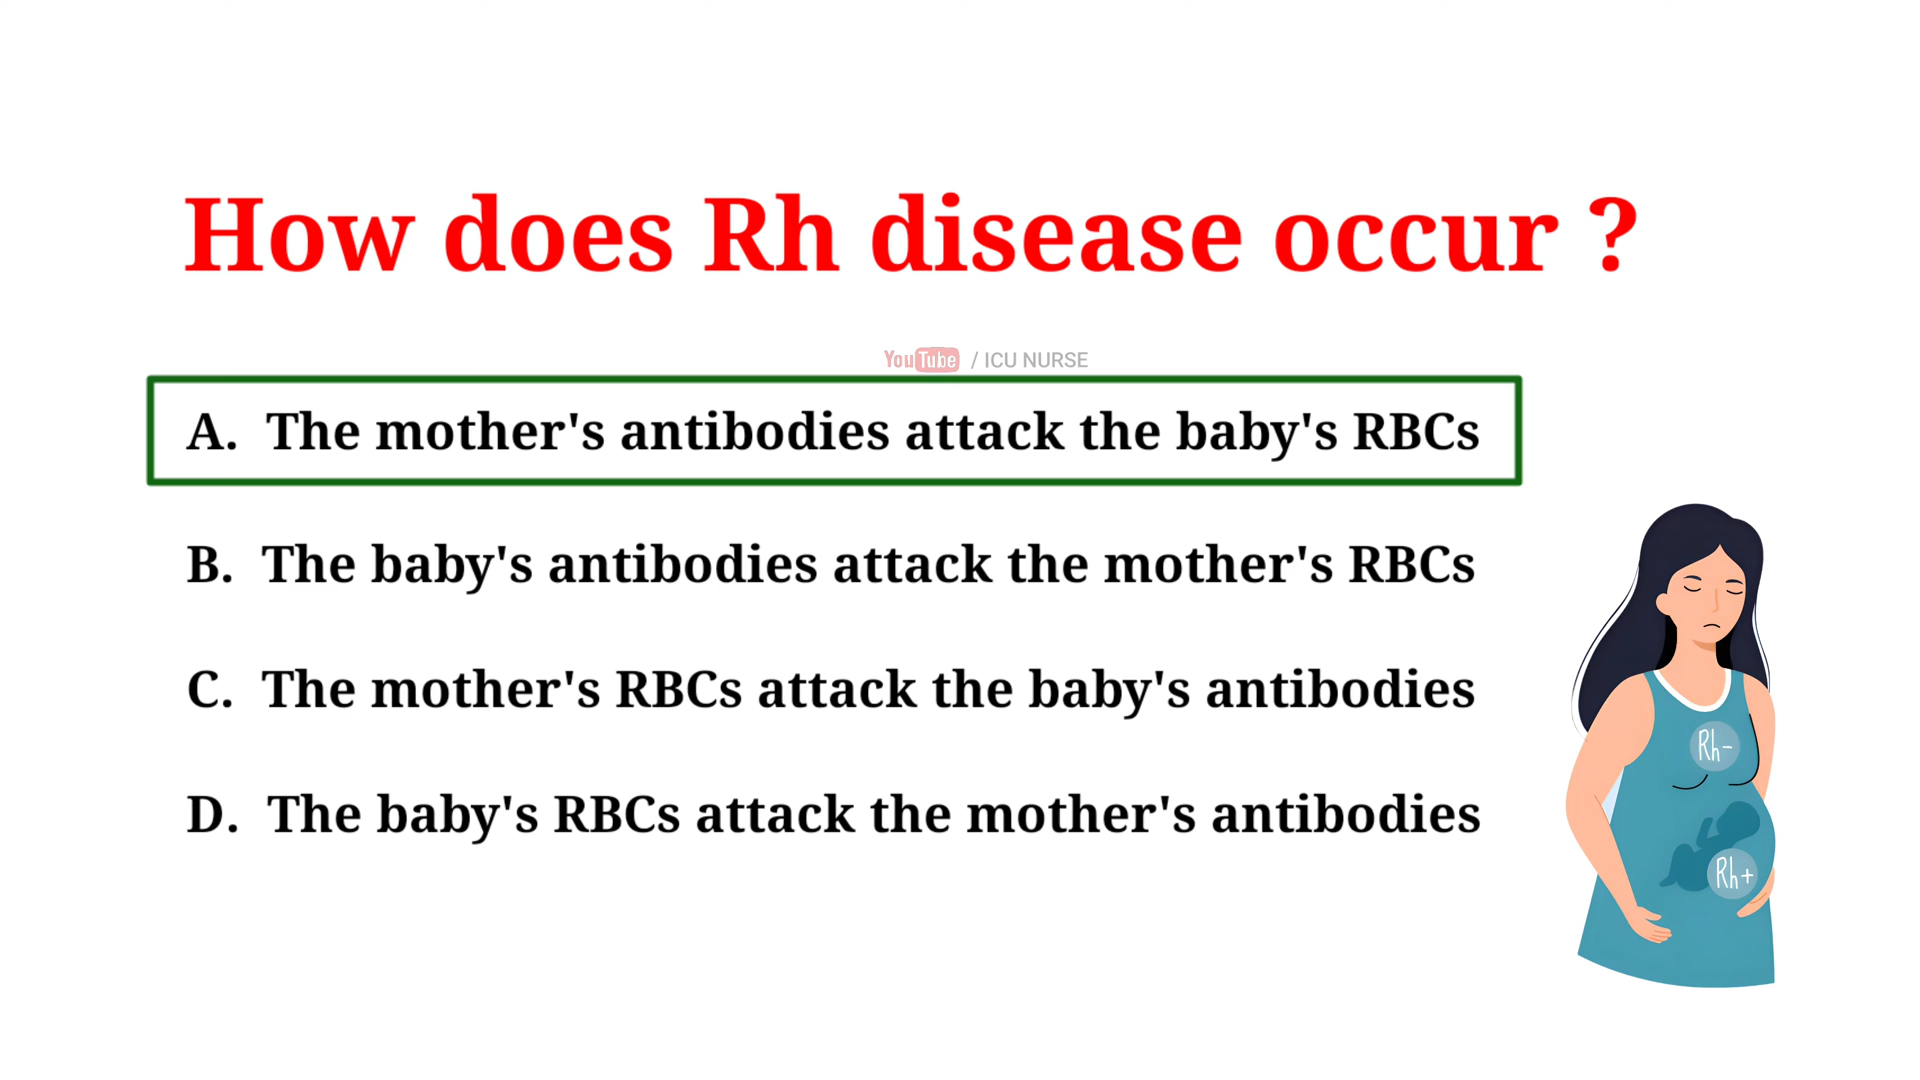 How does Rh disease occur ?
YouTube / ICU NURSE
A. The mother's antibodies attack the baby's RBCs
B. The baby's antibodies attack the mother's RBCs
C. The mother's RBCs attack the baby's antibodies
D. The baby's RBCs attack the mother's antibodies
Rh-
Rh+